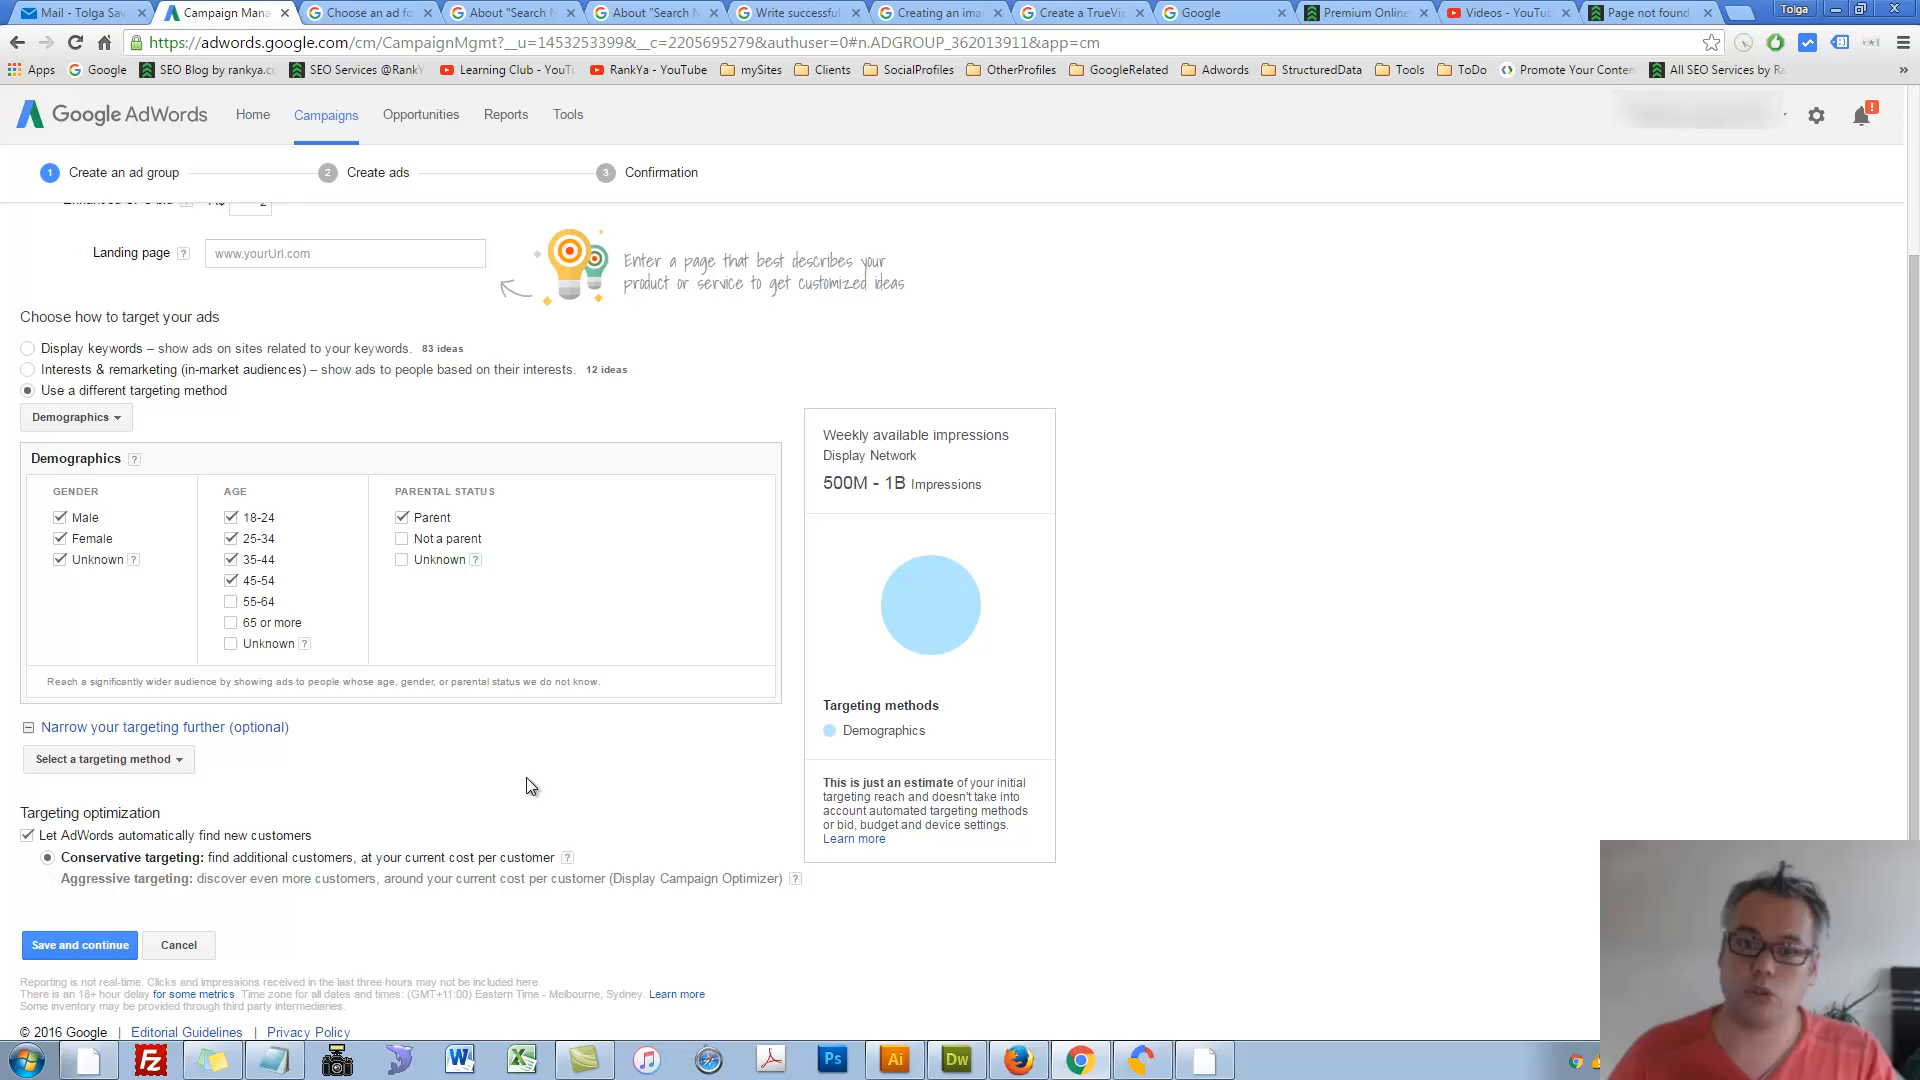 Mail - Tolga Sav
Campaign Mana
Choose an ad fo
About "Search N
About "Search N
Write successful
Creating an ima
Create a TrueVie
Google
Premium Online
Videos - YouTub
Page not found
Tolga
https://adwords.google.com/cm/CampaignMgmt?__u=1453253399&__c=2205695279&authuser=0#n.ADGROUP_362013911&app=cm
Apps
Google
SEO Blog by rankya.co
SEO Services @RankY
Learning Club - YouTu
RankYa - YouTube
mySites
Clients
SocialProfiles
OtherProfiles
GoogleRelated
Adwords
StructuredData
Tools
ToDo
Promote Your Conten
All SEO Services by Ra
»
Google AdWords
Home
Campaigns
Opportunities
Reports
Tools
!
1 Create an ad group
2 Create ads
3 Confirmation
2
Landing page ? www.yourUrl.com
Enter a page that best describes your
product or service to get customized ideas
Choose how to target your ads
Display keywords – show ads on sites related to your keywords. 83 ideas
Interests & remarketing (in-market audiences) – show ads to people based on their interests. 12 ideas
Use a different targeting method
Demographics
Demographics ?
GENDER
Male
Female
Unknown ?
AGE
18-24
25-34
35-44
45-54
55-64
65 or more
Unknown ?
PARENTAL STATUS
Parent
Not a parent
Unknown ?
Reach a significantly wider audience by showing ads to people whose age, gender, or parental status we do not know.
Narrow your targeting further (optional)
Select a targeting method
Weekly available impressions
Display Network
500M - 1B Impressions
Targeting methods
Demographics
This is just an estimate of your initial
targeting reach and doesn't take into
account automated targeting methods
or bid, budget and device settings.
Learn more
Targeting optimization
Let AdWords automatically find new customers
Conservative targeting: find additional customers, at your current cost per customer ?
Aggressive targeting: discover even more customers, around your current cost per customer (Display Campaign Optimizer) ?
Save and continue
Cancel
Reporting is not real-time. Clicks and impressions received in the last three hours may not be included here.
There is an 18+ hour delay for some metrics. Time zone for all dates and times: (GMT+11:00) Eastern Time - Melbourne, Sydney. Learn more
Some inventory may be provided through third party intermediaries.
© 2016 Google | Editorial Guidelines | Privacy Policy
Fz
W
X
Ps
Ai
Dw